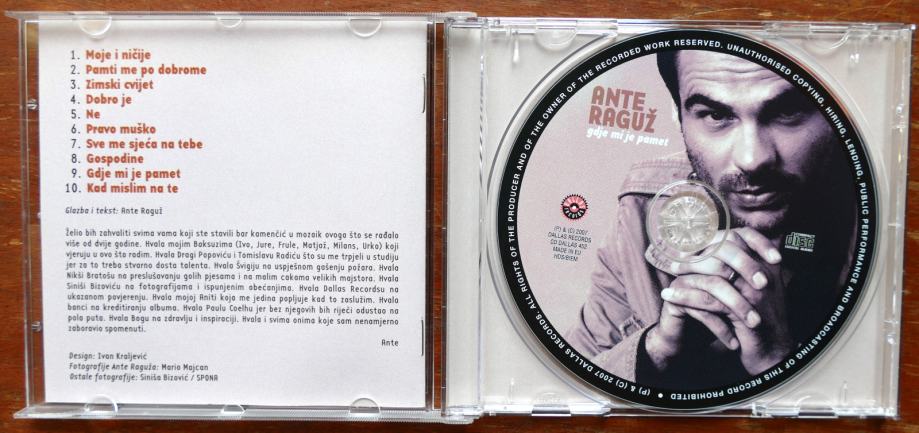 1. Moje i ničije
2. Pamti me po dobrome
3. Zimski cvijet
4. Dobro je
5. Ne
6. Pravo muško
7. Sve me sjeća na tebe
8. Gospodine
9. Gdje mi je pamet
10. Kad mislim na te
Glazba i tekst: Ante Raguž
Želio bih zahvaliti svima vama koji ste stavili bar komenčić u mozaik ovoga što se rađalo
više od dvije godine. Hvala mojim Baksuzima (Ivo, Jure, Frule, Matjaž, Milans, Urko) koji
vjeruju u ovo što radim. Hvala Dragi Popoviću i Tomislavu Radiću što su me trpjeli u studiju
jer za to treba stvarno dosta talenta. Hvala Švigiju na uspješnom gašenju požara. Hvala
Nikši Bratošu na preslušavanju golih pjesama i na malim cakama velikih majstora. Hvala
Siniši Bizoviću na fotografijama i ispunjenim obećanjima. Hvala Dallas Recordsu na
ukazanom povjerenju. Hvala mojoj Aniti koja me jedina popljuje kad to zaslužim. Hvala
banci na kreditiranju albuma. Hvala Paulu Coelhu jer bez njegovih bih riječi odustao na
pola puta. Hvala Bogu na zdravlju i inspiraciji. Hvala i svima onima koje sam nenamjerno
zaboravio spomenuti.
Ante
Design: Ivan Kraljević
Fotografije Ante Raguža: Mario Majcan
Ostale fotografije: Siniša Bizović / SPONA
ANTE
RAGUŽ
gdje mi je pamet
(P) & (C) 2007
DALLAS RECORDS
CD DALLAS 452
MADE IN EU
HDS/BIEM
disc
(P) & (C) 2007 DALLAS RECORDS. ALL RIGHTS OF THE PRODUCER AND OF THE OWNER OF THE RECORDED WORK RESERVED. UNAUTHORISED COPYING, HIRING, LENDING, PUBLIC PERFORMANCE AND BROADCASTING OF THIS RECORD PROHIBITED •